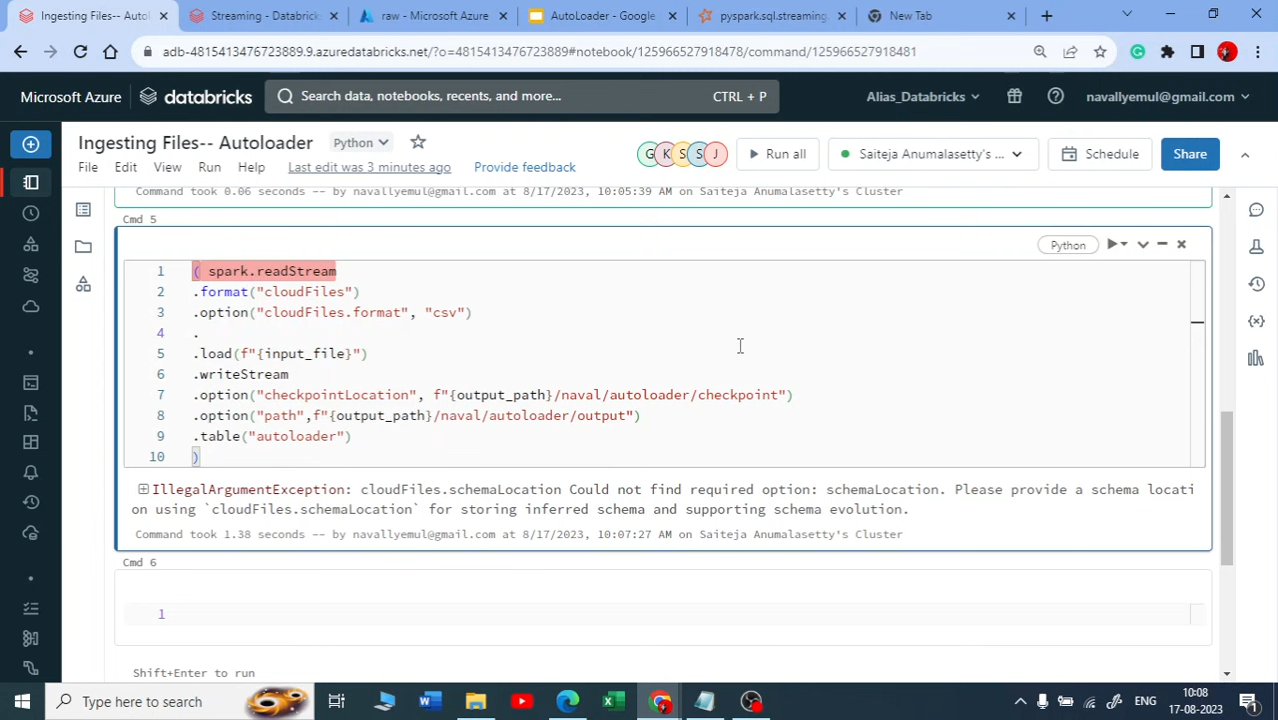 Ingesting Files-- Autol
Streaming - Databrick
raw - Microsoft Azure
AutoLoader - Google
pyspark.sql.streaming.
New Tab
adb-4815413476723889.9.azuredatabricks.net/?o=4815413476723889#notebook/125966527918478/command/125966527918481
Microsoft Azure
databricks
Search data, notebooks, recents, and more...
CTRL + P
Alias_Databricks
navallyemul@gmail.com
Ingesting Files-- Autoloader
Python
G K S S J
Run all
Saiteja Anumalasetty's ...
Schedule
Share
File Edit View Run Help Last edit was 3 minutes ago Provide feedback
Command took 0.06 seconds -- by navallyemul@gmail.com at 8/17/2023, 10:05:39 AM on Saiteja Anumalasetty's Cluster
Cmd 5
Python
1 ( spark.readStream
2 .format("cloudFiles")
3 .option("cloudFiles.format", "csv")
4 .
5 .load(f"{input_file}")
6 .writeStream
7 .option("checkpointLocation", f"{output_path}/naval/autoloader/checkpoint")
8 .option("path",f"{output_path}/naval/autoloader/output")
9 .table("autoloader")
10 )
IllegalArgumentException: cloudFiles.schemaLocation Could not find required option: schemaLocation. Please provide a schema locati
on using `cloudFiles.schemaLocation` for storing inferred schema and supporting schema evolution.
Command took 1.38 seconds -- by navallyemul@gmail.com at 8/17/2023, 10:07:27 AM on Saiteja Anumalasetty's Cluster
Cmd 6
1
Shift+Enter to run
Type here to search
ENG
10:08
17-08-2023
1